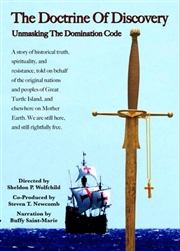 The Doctrine Of Discovery
Unmasking The Domination Code
A story of historical truth,
spirituality, and
resistance, told on behalf
of the original nations
and peoples of Great
Turtle Island, and
elsewhere on Mother
Earth. We are still here,
and still rightfully free.
Directed by
Sheldon P. Wolfchild
Co-Produced by
Steven T. Newcomb
Narration by
Buffy Sainte-Marie